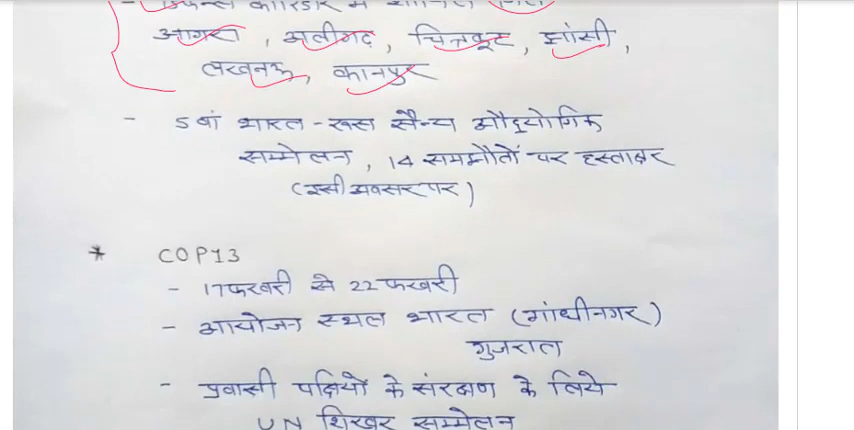 - डिफेन्स कॉरिडोर में शामिल जिले
आगरा, अलीगढ़, चित्रकूट, झांसी,
लखनऊ, कानपुर
- 5वां भारत-रूस सैन्य औद्योगिक
सम्मेलन, 14 समझौतों पर हस्ताक्षर
(इसी अवसर पर)
* COP13
- 17 फरवरी से 22 फरवरी
- आयोजन स्थल भारत (गांधीनगर)
गुजरात
- प्रवासी पक्षियों के संरक्षण के लिये
UN शिखर सम्मेलन